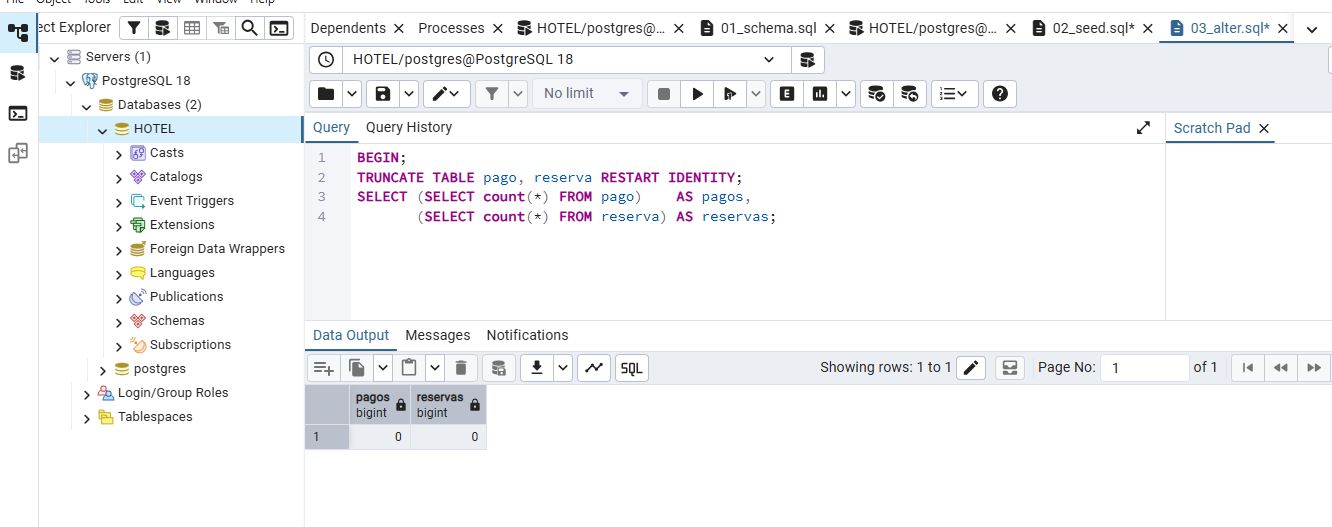 Object Tools Edit View Window Help
ect Explorer
Dependents Processes HOTEL/postgres@... 01_schema.sql HOTEL/postgres@... 02_seed.sql* 03_alter.sql*
Servers (1)
PostgreSQL 18
Databases (2)
HOTEL
Casts
Catalogs
Event Triggers
Extensions
Foreign Data Wrappers
Languages
Publications
Schemas
Subscriptions
postgres
Login/Group Roles
Tablespaces
HOTEL/postgres@PostgreSQL 18
No limit
E
Query Query History
Scratch Pad
1 BEGIN;
2 TRUNCATE TABLE pago, reserva RESTART IDENTITY;
3 SELECT (SELECT count(*) FROM pago) AS pagos,
4 (SELECT count(*) FROM reserva) AS reservas;
Data Output Messages Notifications
SQL
Showing rows: 1 to 1
Page No: 1 of 1
pagos reservas
bigint bigint
1 0 0